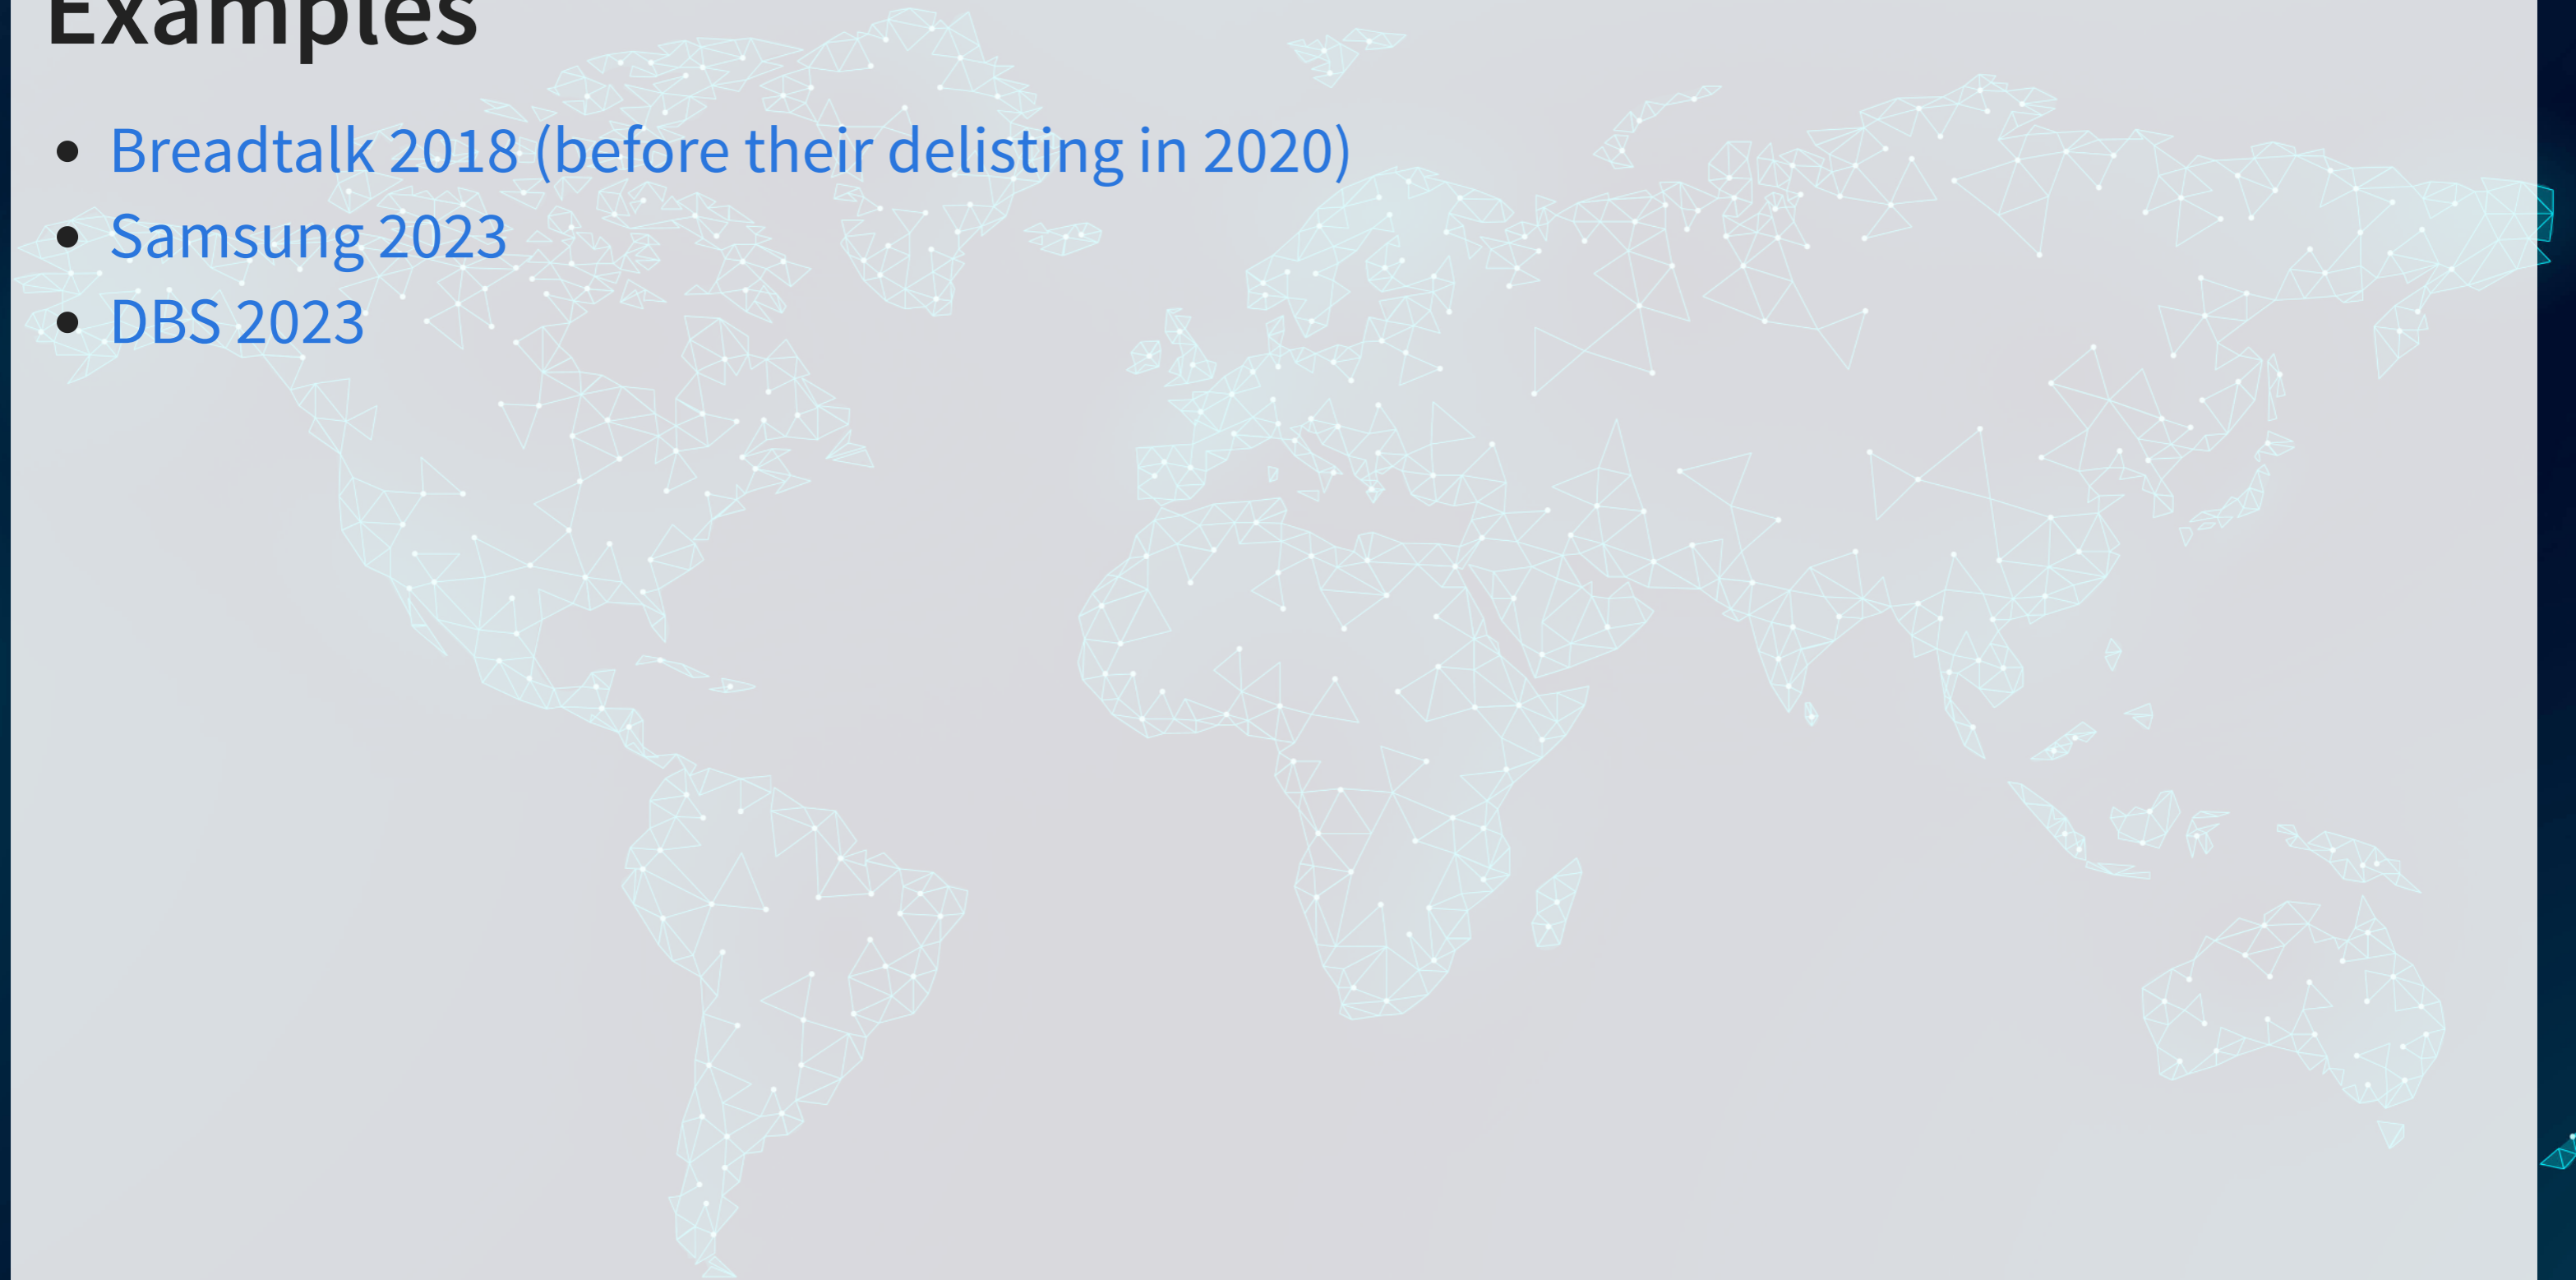 Examples
Breadtalk 2018 (before their delisting in 2020)
Samsung 2023
DBS 2023